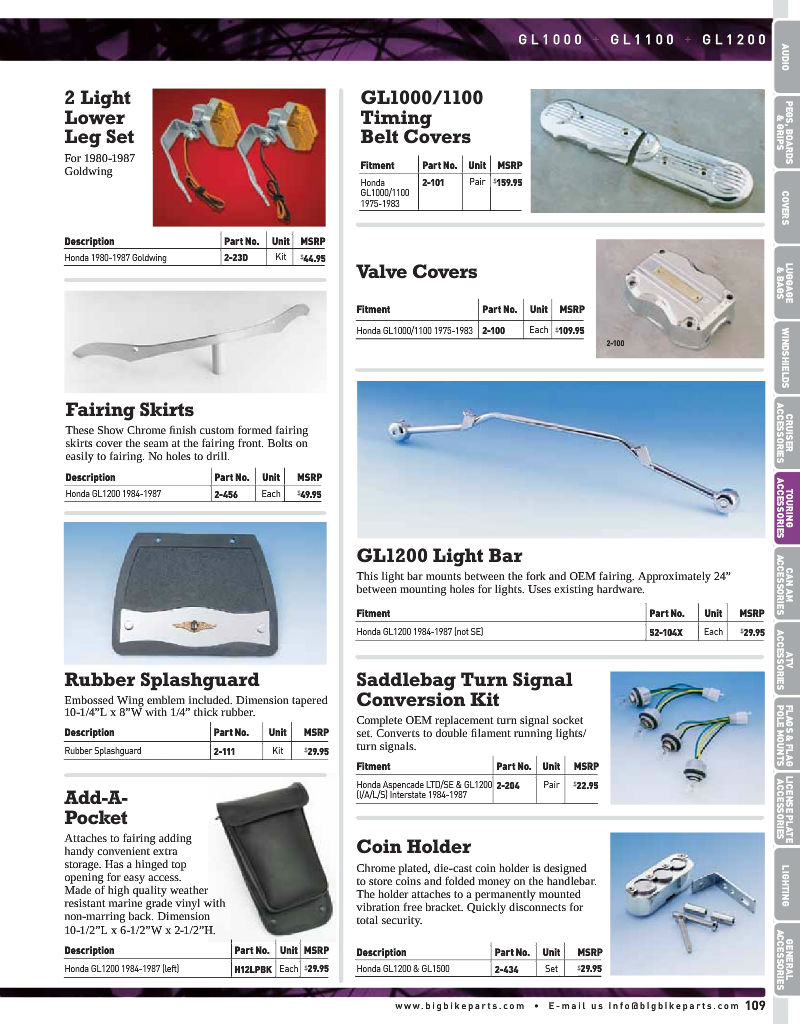 GL1000 + GL1100 + GL1200
2 Light
Lower
Leg Set
For 1980-1987
Goldwing
Description Part No. Unit MSRP
Honda 1980-1987 Goldwing 2-23D Kit $44.95
Fairing Skirts
These Show Chrome finish custom formed fairing
skirts cover the seam at the fairing front. Bolts on
easily to fairing. No holes to drill.
Description Part No. Unit MSRP
Honda GL1200 1984-1987 2-456 Each $49.95
Rubber Splashguard
Embossed Wing emblem included. Dimension tapered
10-1/4”L x 8”W with 1/4” thick rubber.
Description Part No. Unit MSRP
Rubber Splashguard 2-111 Kit $29.95
Add-A-
Pocket
Attaches to fairing adding
handy convenient extra
storage. Has a hinged top
opening for easy access.
Made of high quality weather
resistant marine grade vinyl with
non-marring back. Dimension
10-1/2”L x 6-1/2”W x 2-1/2”H.
Description Part No. Unit MSRP
Honda GL1200 1984-1987 (left) H12LPBK Each $29.95
GL1000/1100
Timing
Belt Covers
Fitment Part No. Unit MSRP
Honda 2-101 Pair $159.95
GL1000/1100
1975-1983
Valve Covers
Fitment Part No. Unit MSRP
Honda GL1000/1100 1975-1983 2-100 Each $109.95
2-100
GL1200 Light Bar
This light bar mounts between the fork and OEM fairing. Approximately 24”
between mounting holes for lights. Uses existing hardware.
Fitment Part No. Unit MSRP
Honda GL1200 1984-1987 (not SE) 52-104X Each $29.95
Saddlebag Turn Signal
Conversion Kit
Complete OEM replacement turn signal socket
set. Converts to double filament running lights/
turn signals.
Fitment Part No. Unit MSRP
Honda Aspencade LTD/SE & GL1200 2-204 Pair $22.95
(I/A/L/S) Interstate 1984-1987
Coin Holder
Chrome plated, die-cast coin holder is designed
to store coins and folded money on the handlebar.
The holder attaches to a permanently mounted
vibration free bracket. Quickly disconnects for
total security.
Description Part No. Unit MSRP
Honda GL1200 & GL1500 2-434 Set $29.95
AUDIO
PEGS, BOARDS
& GRIPS
COVERS
LUGGAGE
& BAGS
WINDSHIELDS
CRUISER
ACCESSORIES
TOURING
ACCESSORIES
CAN AM
ACCESSORIES
ATV
ACCESSORIES
FLAGS & FLAG
POLE MOUNTS
LICENSE PLATE
ACCESSORIES
LIGHTING
GENERAL
ACCESSORIES
www.bigbikeparts.com • E-mail us info@bigbikeparts.com 109